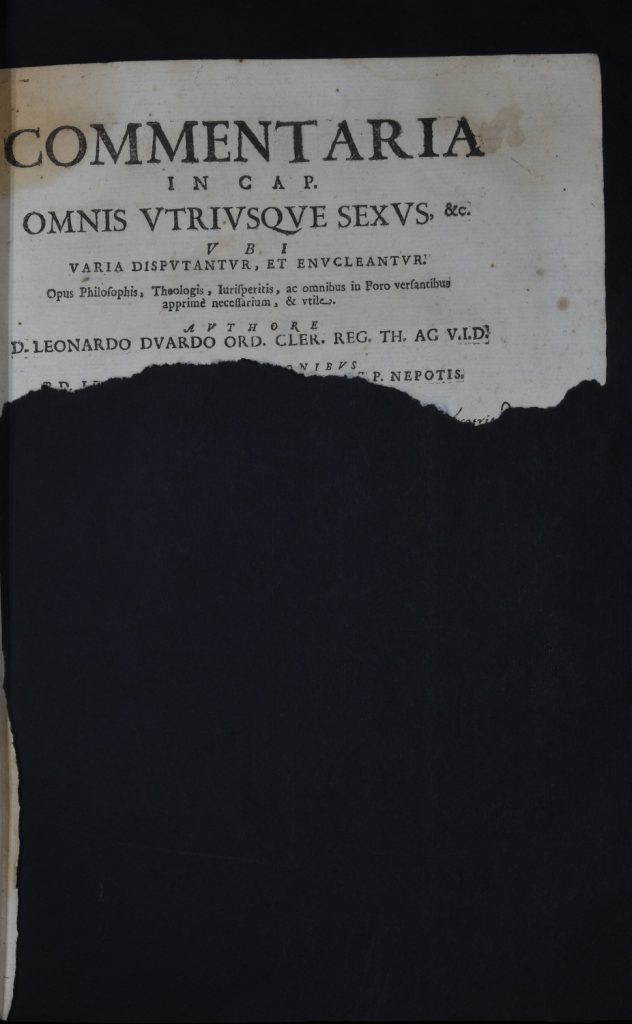 COMMENTARIA
IN CAP.
OMNIS VTRIVSQVE SEXVS, &c.
VBI
VARIA DISPVTANTVR, ET ENVCLEANTVR.
Opus Philoſophis, Theologis, Iuriſperitis, ac omnibus in Foro verſantibus
apprimè neceſſarium, & vtile.
AVTHORE
D. LEONARDO DVARDO ORD. CLER. REG. TH. AC V.I.D.
P. NEPOTIS.